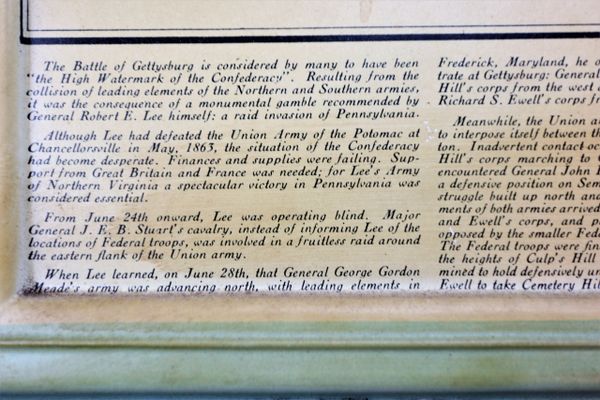 The Battle of Gettysburg is considered by many to have been
"the High Watermark of the Confederacy". Resulting from the
collision of leading elements of the Northern and Southern armies,
it was the consequence of a monumental gamble recommended by
General Robert E. Lee himself: a raid invasion of Pennsylvania.
Although Lee had defeated the Union Army of the Potomac at
Chancellorsville in May, 1863, the situation of the Confederacy
had become desperate. Finances and supplies were failing. Sup-
port from Great Britain and France was needed; for Lee's Army
of Northern Virginia a spectacular victory in Pennsylvania was
considered essential.
From June 24th onward, Lee was operating blind. Major
General J. E. B. Stuart's cavalry, instead of informing Lee of the
locations of Federal troops, was involved in a fruitless raid around
the eastern flank of the Union army.
When Lee learned, on June 28th, that General George Gordon
Meade's army was advancing north, with leading elements in
Frederick, Maryland, he o
trate at Gettysburg: General
Hill's corps from the west a
Richard S. Ewell's corps fr
Meanwhile, the Union a
to interpose itself between th
ton. Inadvertent contact oc
Hill's corps marching to
encountered General John
a defensive position on Sem
struggle built up north and
ments of both armies arrived
and Ewell's corps, and p
opposed by the smaller Fede
The Federal troops were fin
the heights of Culp's Hill
mined to hold defensively un
Ewell to take Cemetery Hil